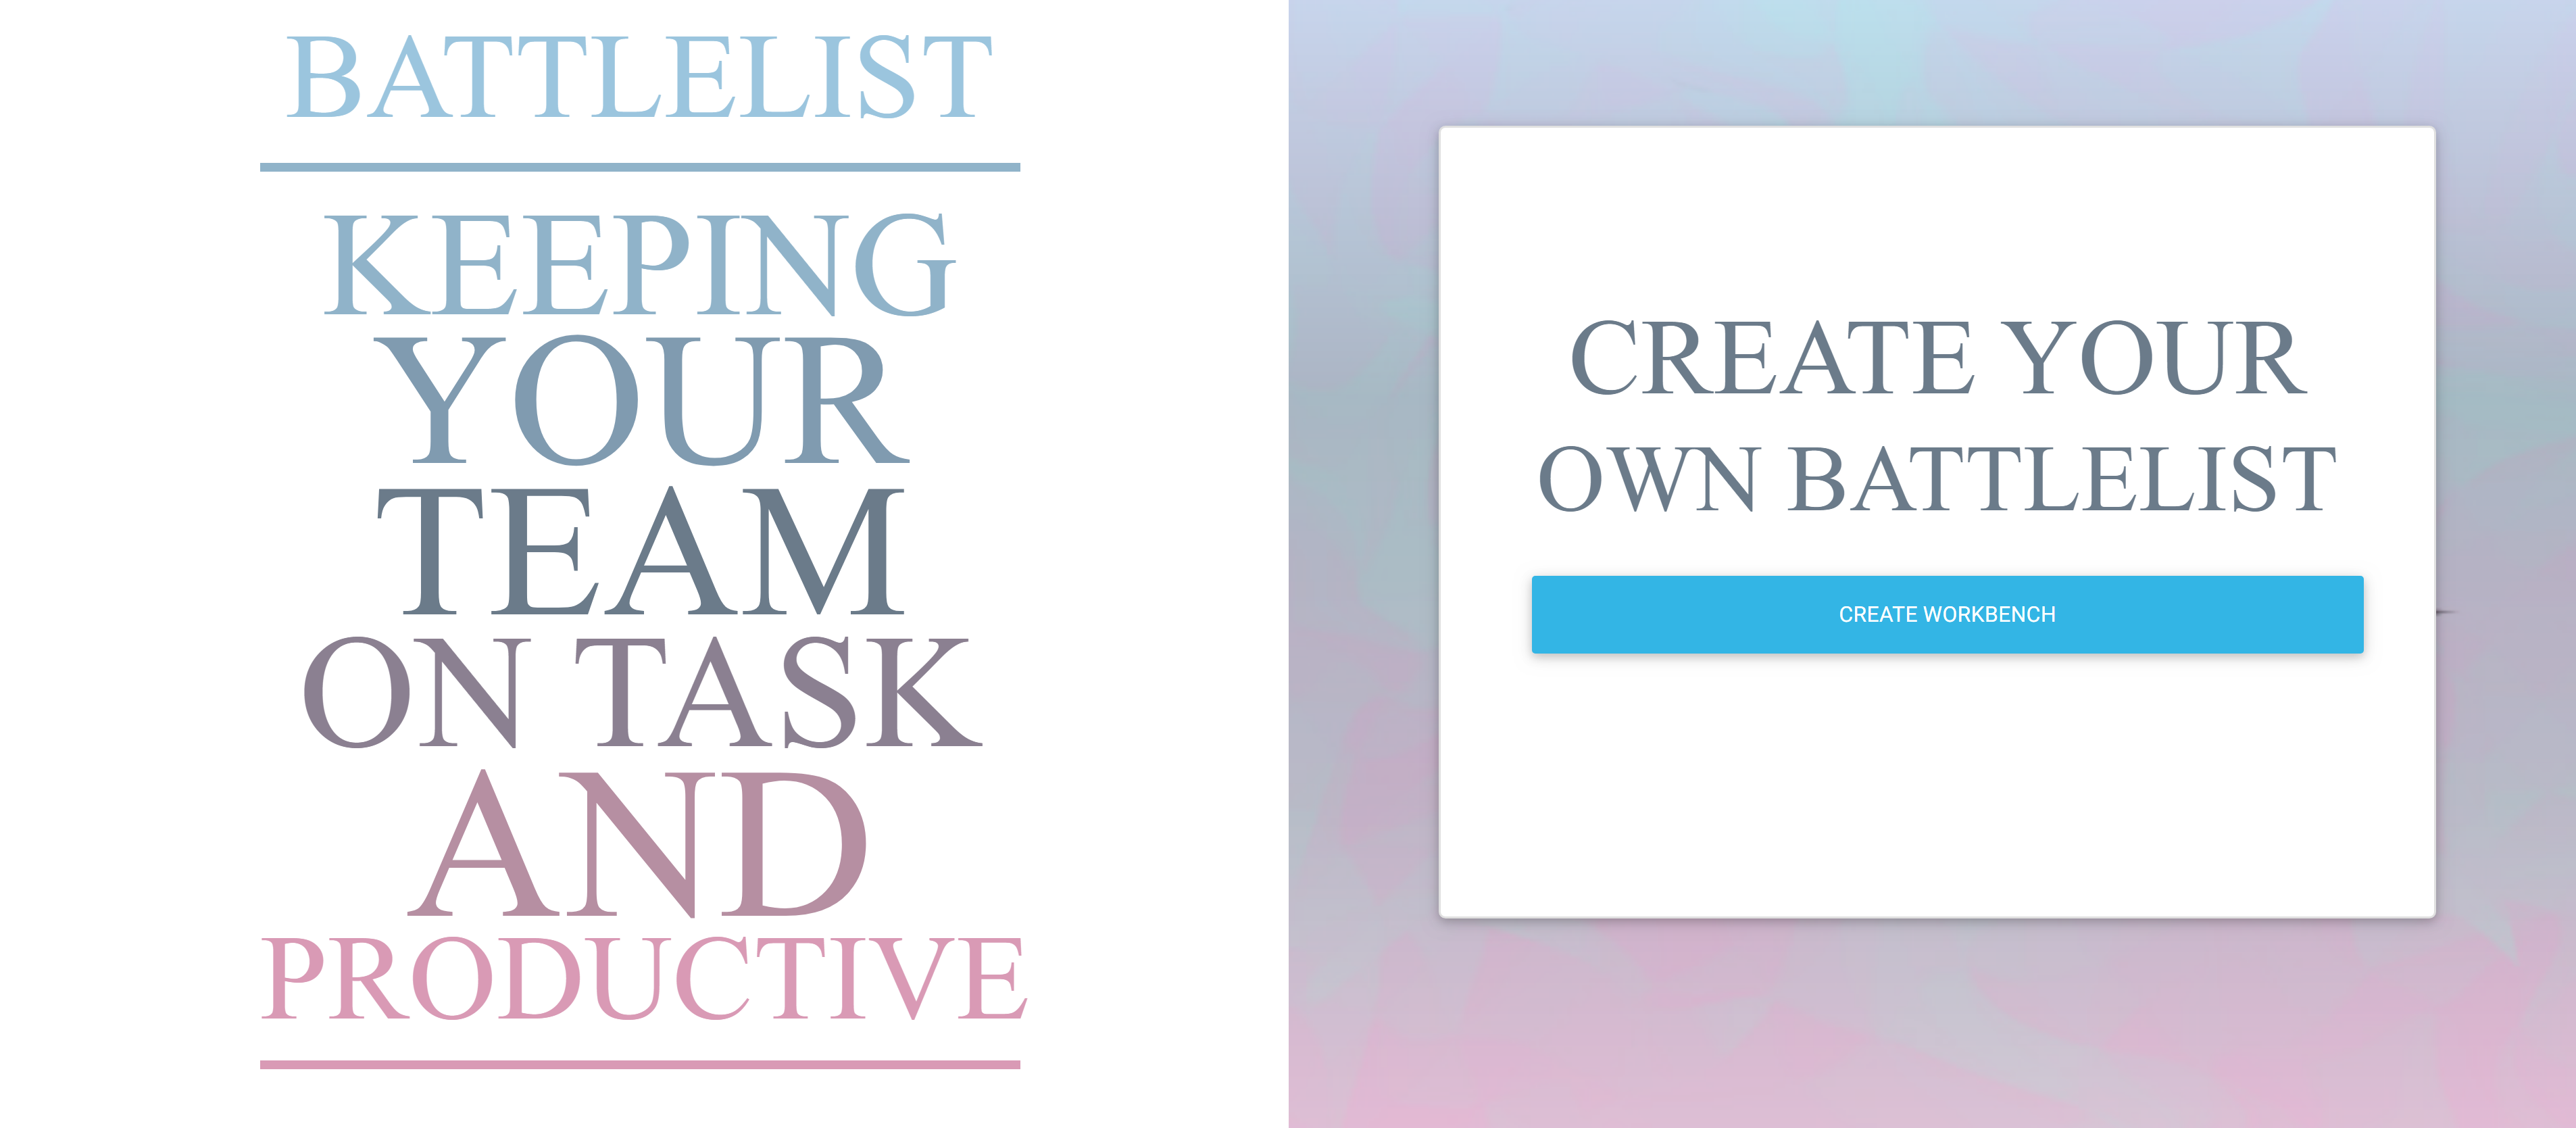 BATTLELIST
KEEPING
YOUR
TEAM
ON TASK
AND
PRODUCTIVE
CREATE YOUR
OWN BATTLELIST
CREATE WORKBENCH